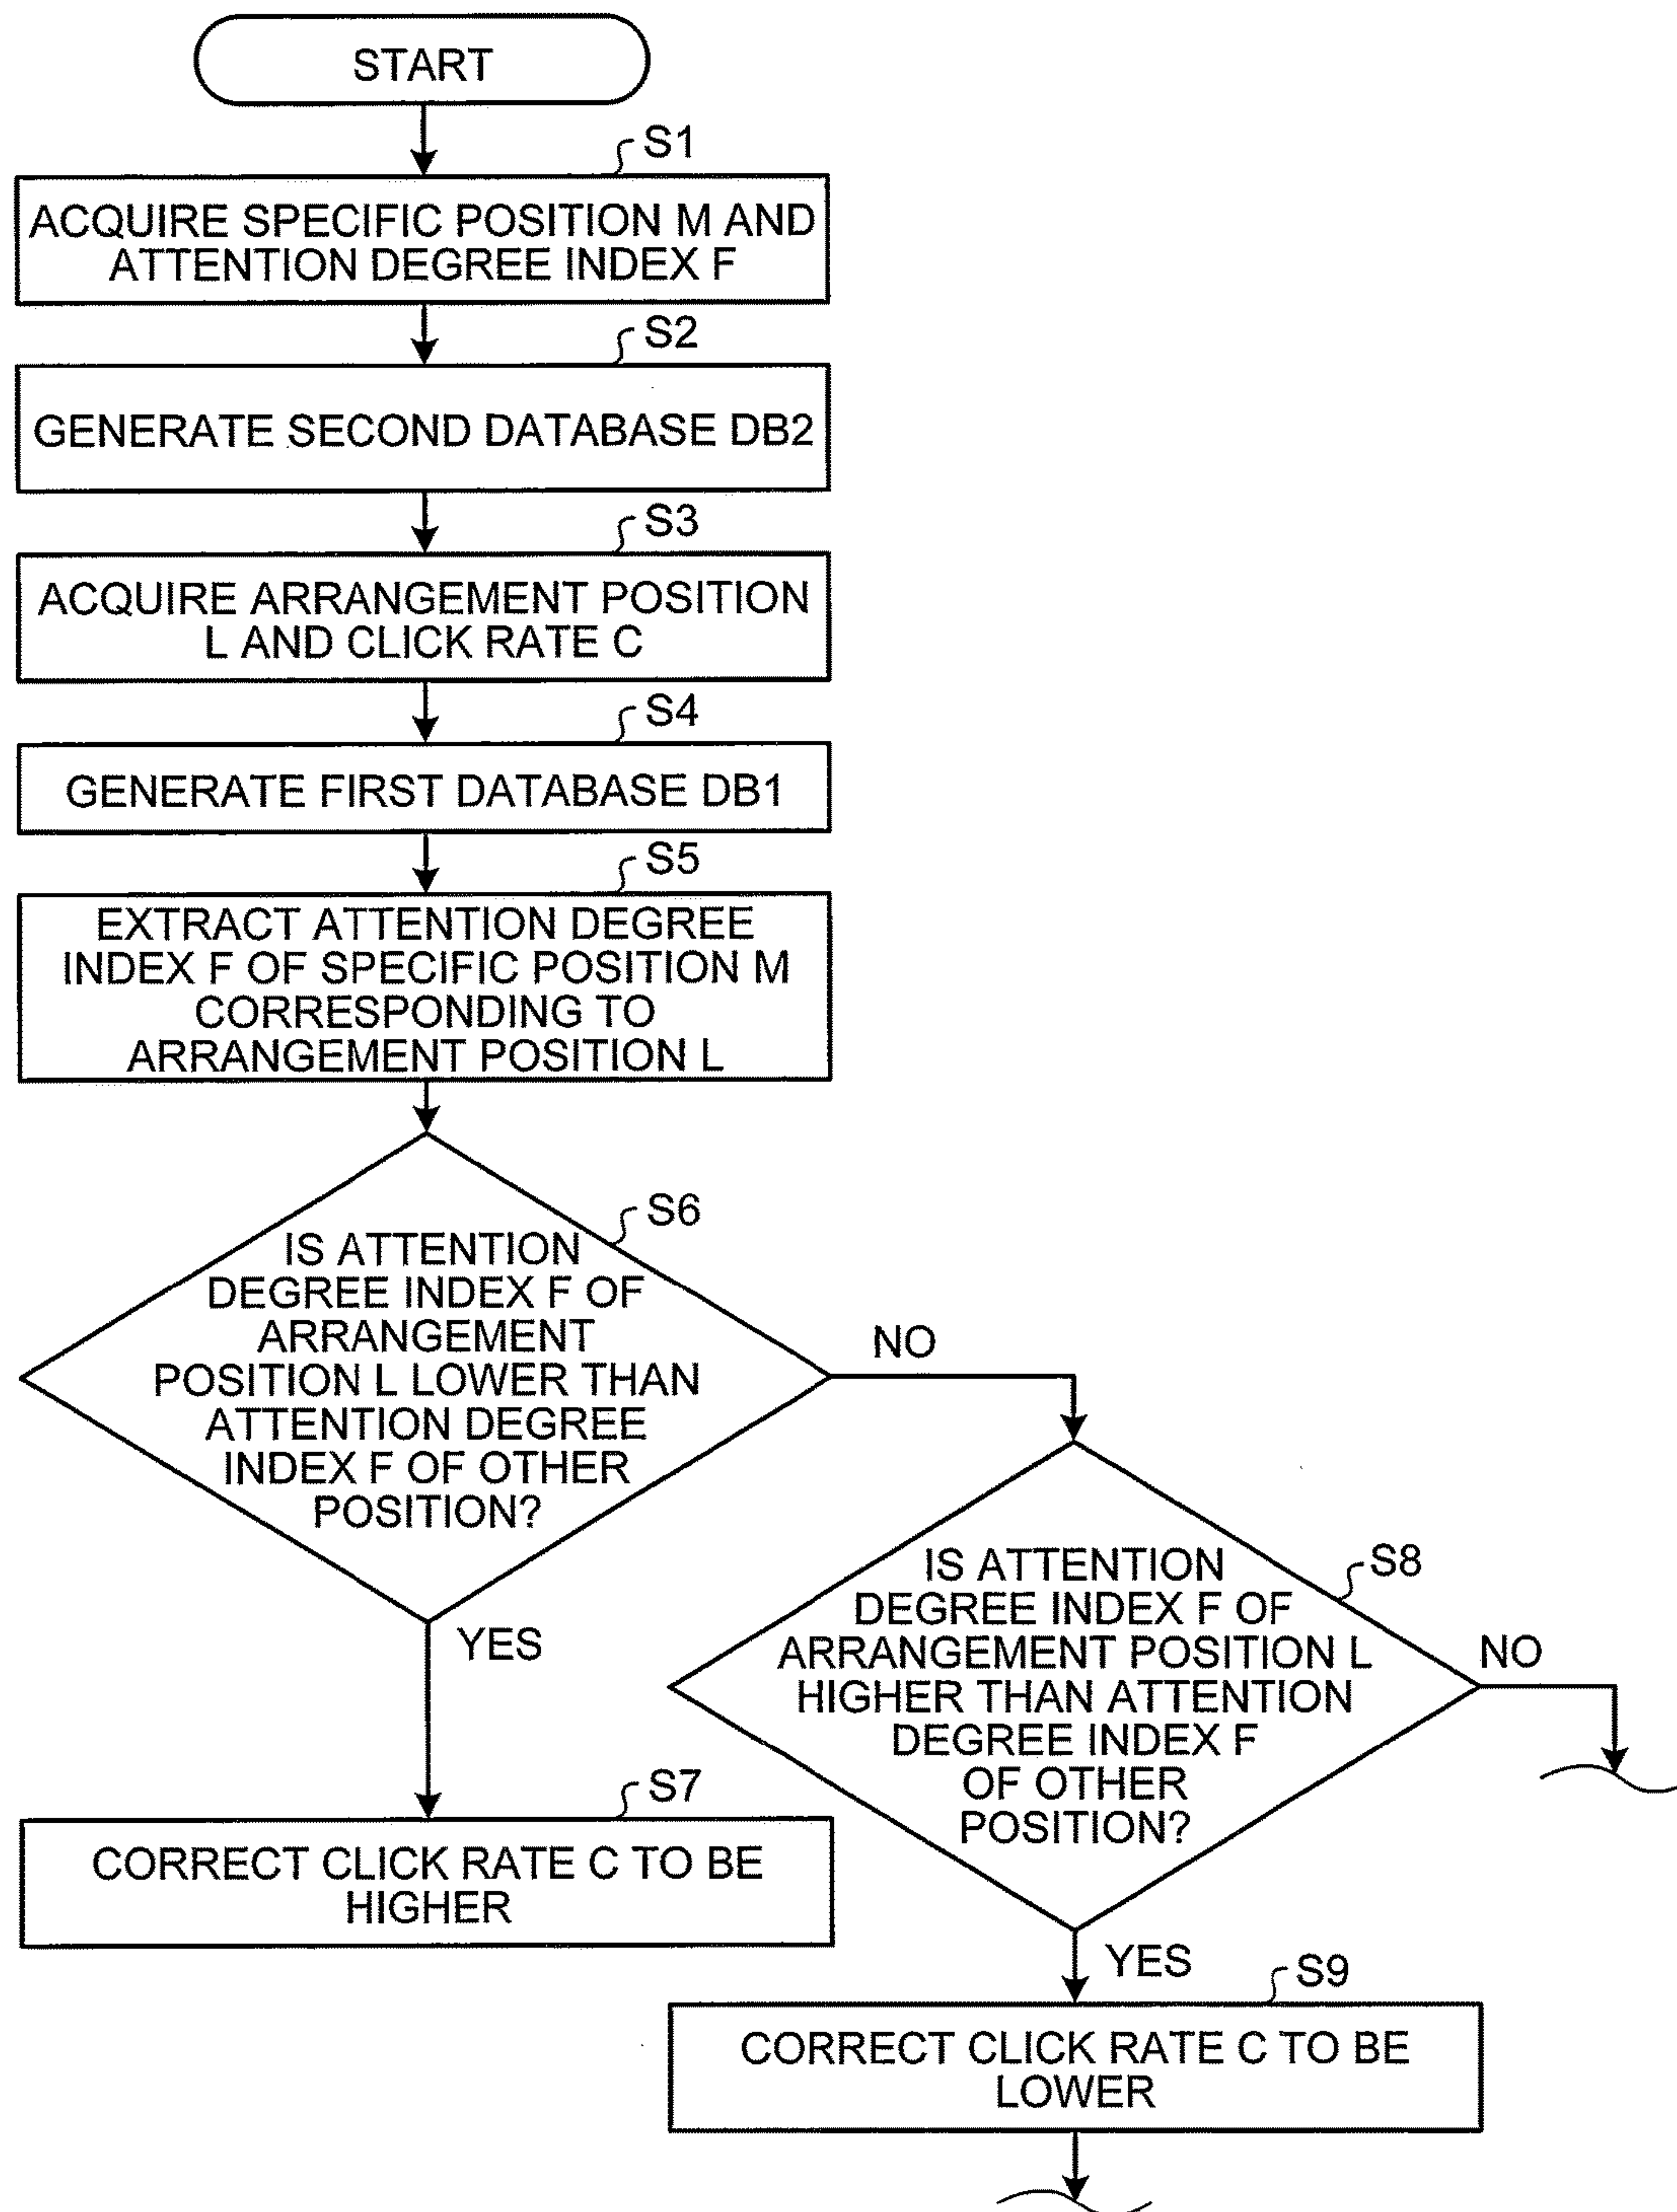 START
S1
ACQUIRE SPECIFIC POSITION M AND
ATTENTION DEGREE INDEX F
S2
GENERATE SECOND DATABASE DB2
S3
ACQUIRE ARRANGEMENT POSITION
L AND CLICK RATE C
S4
GENERATE FIRST DATABASE DB1
S5
EXTRACT ATTENTION DEGREE
INDEX F OF SPECIFIC POSITION M
CORRESPONDING TO
ARRANGEMENT POSITION L
S6
IS ATTENTION
DEGREE INDEX F OF
ARRANGEMENT
POSITION L LOWER THAN
ATTENTION DEGREE
INDEX F OF OTHER
POSITION?
NO
YES
S7
CORRECT CLICK RATE C TO BE
HIGHER
S8
IS ATTENTION
DEGREE INDEX F OF
ARRANGEMENT POSITION L
HIGHER THAN ATTENTION
DEGREE INDEX F
OF OTHER
POSITION?
NO
YES
S9
CORRECT CLICK RATE C TO BE
LOWER